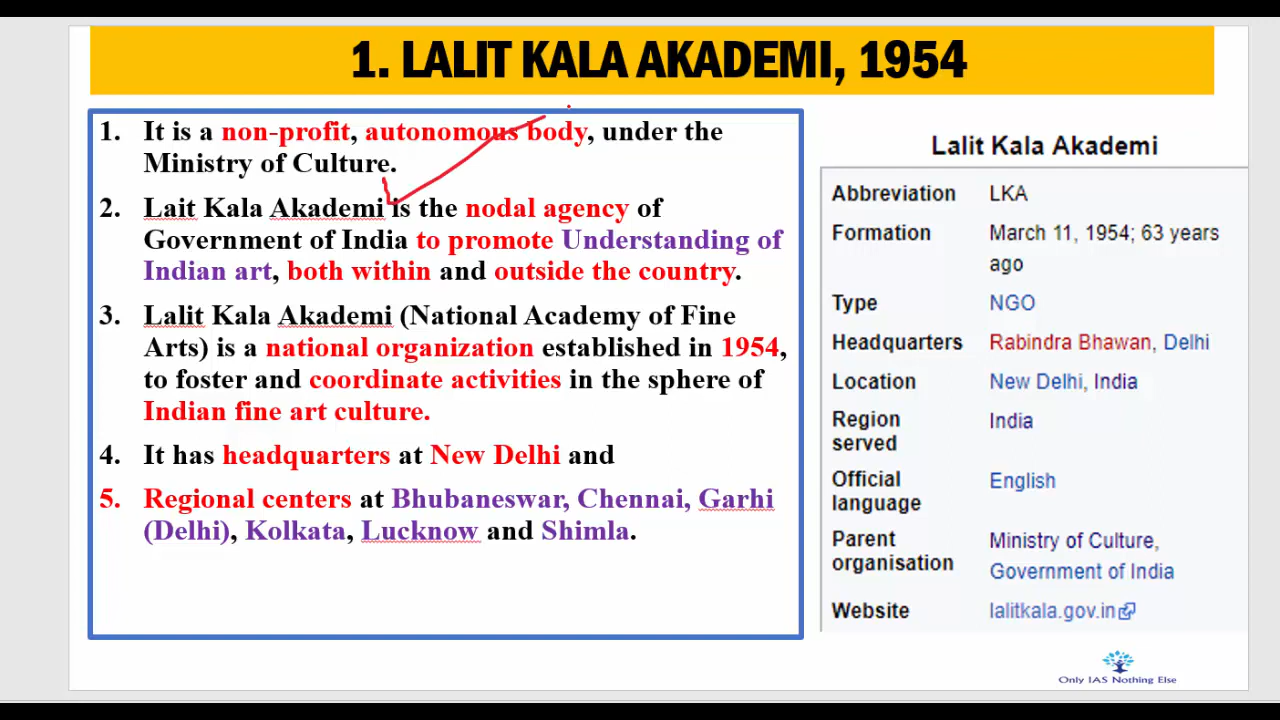 1. LALIT KALA AKADEMI, 1954
1. It is a non-profit, autonomous body, under the
Ministry of Culture.
2. Lait Kala Akademi is the nodal agency of
Government of India to promote Understanding of
Indian art, both within and outside the country.
3. Lalit Kala Akademi (National Academy of Fine
Arts) is a national organization established in 1954,
to foster and coordinate activities in the sphere of
Indian fine art culture.
4. It has headquarters at New Delhi and
5. Regional centers at Bhubaneswar, Chennai, Garhi
(Delhi), Kolkata, Lucknow and Shimla.
Lalit Kala Akademi
Abbreviation LKA
Formation March 11, 1954; 63 years
ago
Type NGO
Headquarters Rabindra Bhawan, Delhi
Location New Delhi, India
Region
served India
Official
language English
Parent
organisation Ministry of Culture,
Government of India
Website lalitkala.gov.in
Only IAS Nothing Else